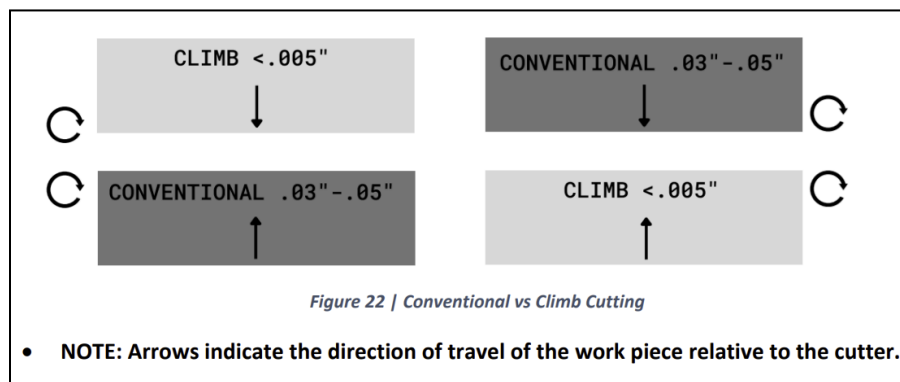 CLIMB <.005"
CONVENTIONAL .03"-.05"
CONVENTIONAL .03"-.05"
CLIMB <.005"
Figure 22 | Conventional vs Climb Cutting
• NOTE: Arrows indicate the direction of travel of the work piece relative to the cutter.